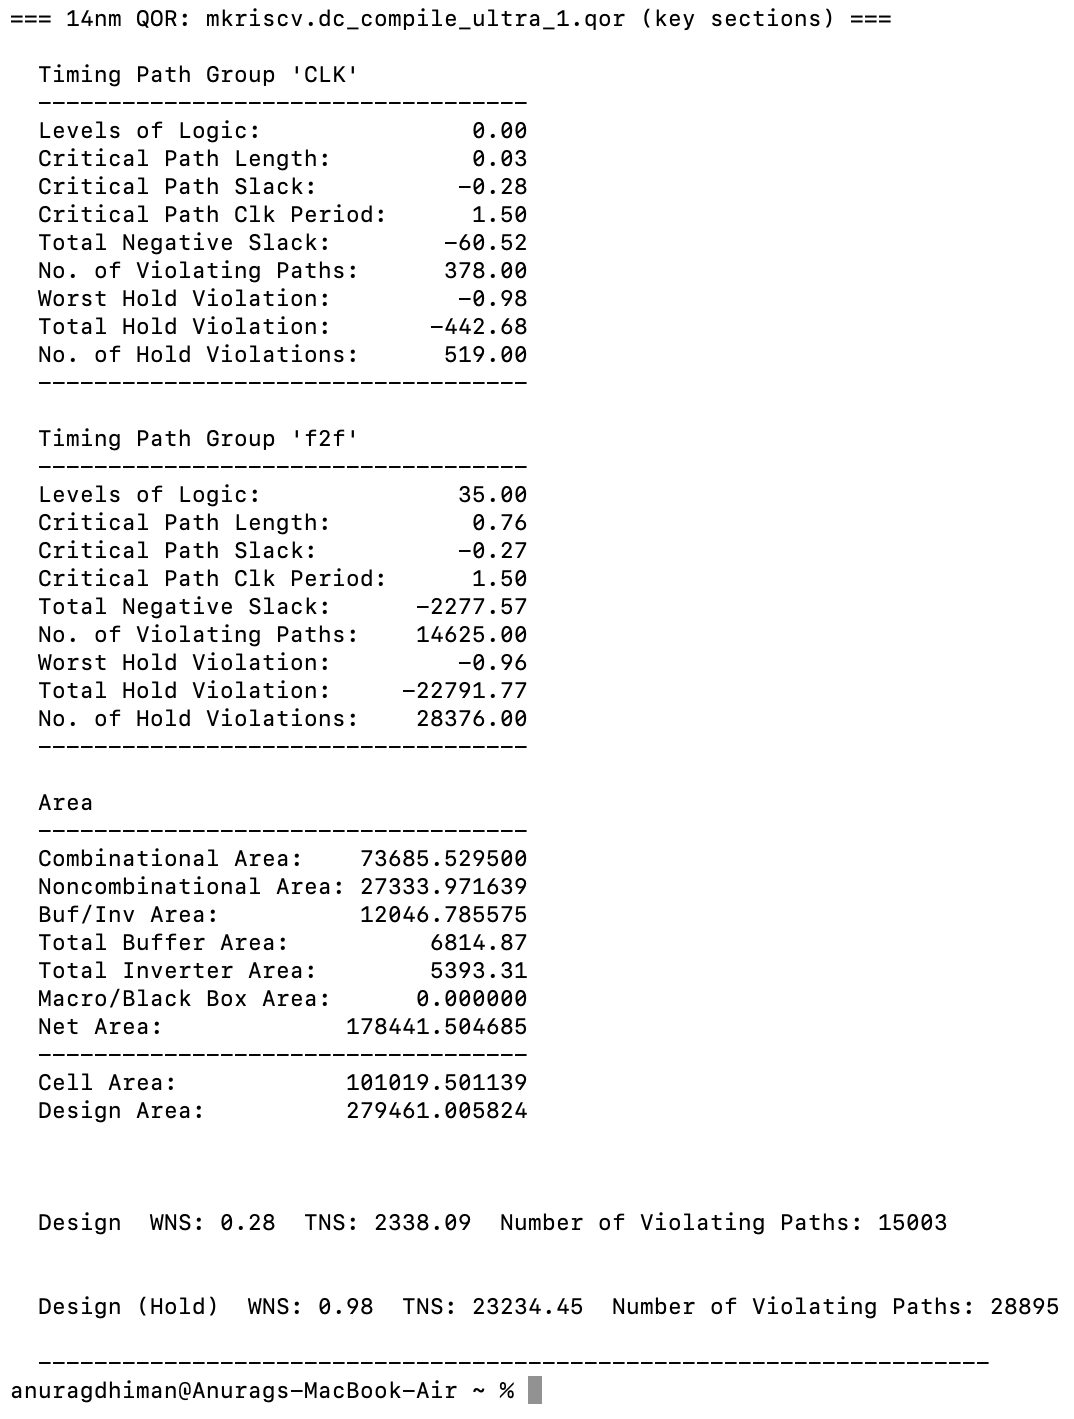 === 14nm QOR: mkriscv.dc_compile_ultra_1.qor (key sections) ===
Timing Path Group 'CLK'
-----------------------------------
Levels of Logic:               0.00
Critical Path Length:          0.03
Critical Path Slack:          -0.28
Critical Path Clk Period:      1.50
Total Negative Slack:        -60.52
No. of Violating Paths:      378.00
Worst Hold Violation:         -0.98
Total Hold Violation:       -442.68
No. of Hold Violations:      519.00
-----------------------------------
Timing Path Group 'f2f'
-----------------------------------
Levels of Logic:              35.00
Critical Path Length:          0.76
Critical Path Slack:          -0.27
Critical Path Clk Period:      1.50
Total Negative Slack:      -2277.57
No. of Violating Paths:    14625.00
Worst Hold Violation:         -0.96
Total Hold Violation:     -22791.77
No. of Hold Violations:    28376.00
-----------------------------------
Area
-----------------------------------
Combinational Area:    73685.529500
Noncombinational Area: 27333.971639
Buf/Inv Area:          12046.785575
Total Buffer Area:          6814.87
Total Inverter Area:        5393.31
Macro/Black Box Area:      0.000000
Net Area:             178441.504685
-----------------------------------
Cell Area:            101019.501139
Design Area:          279461.005824
Design  WNS: 0.28  TNS: 2338.09  Number of Violating Paths: 15003
Design (Hold)  WNS: 0.98  TNS: 23234.45  Number of Violating Paths: 28895
--------------------------------------------------------------------
anuragdhiman@Anurags-MacBook-Air ~ %